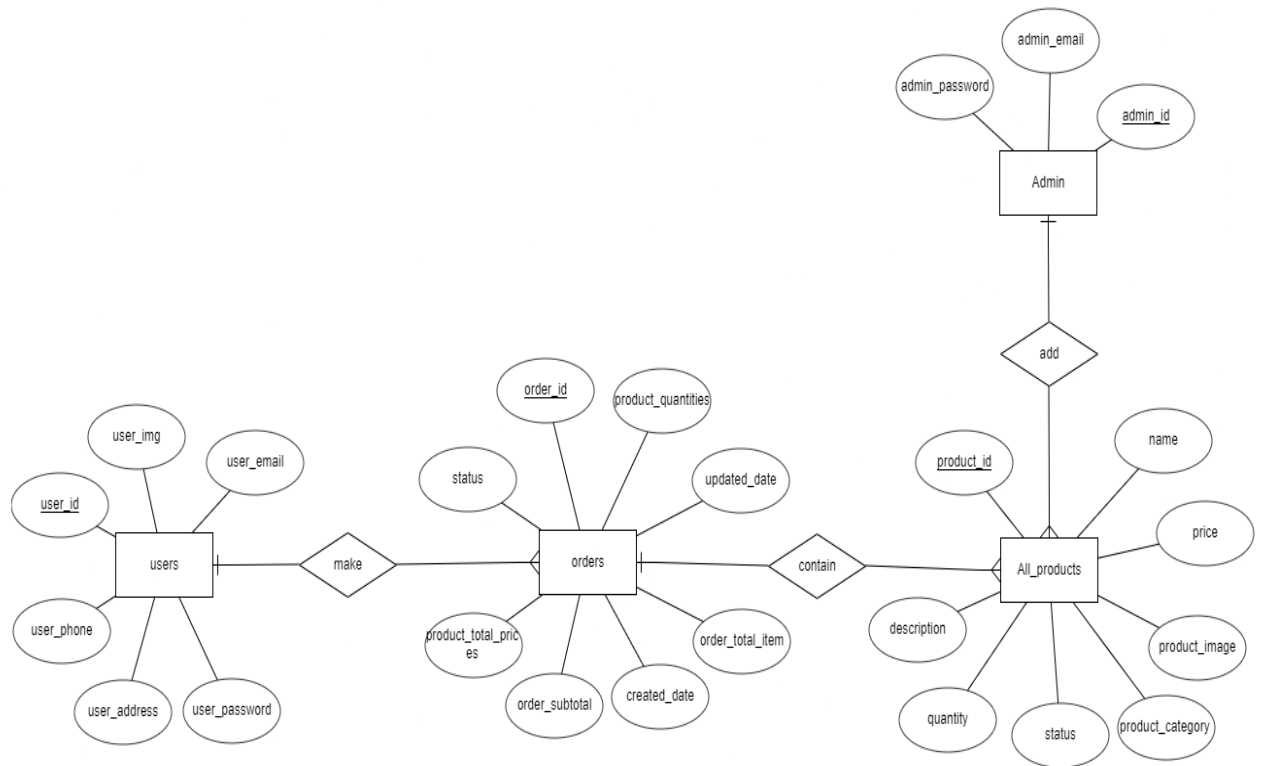 admin_email
admin_password
admin_id
Admin
add
order_id
product_quantities
user_img
user_email
status
updated_date
product_id
name
user_id
price
users
make
orders
contain
All_products
user_phone
product_total_pric
es
order_total_item
description
product_image
user_address
user_password
order_subtotal
created_date
quantity
status
product_category